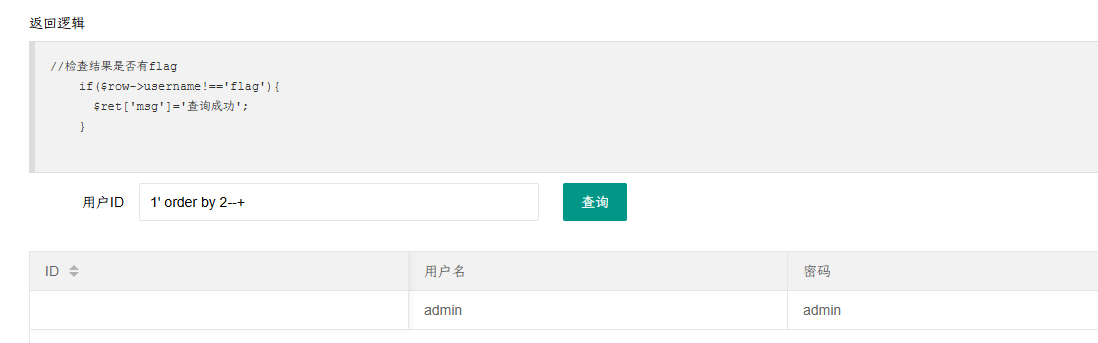 返回逻辑
//检查结果是否有flag
if($row->username!=='flag'){
$ret['msg']='查询成功';
}
用户ID 1' order by 2--+ 查询
ID 用户名 密码
admin admin